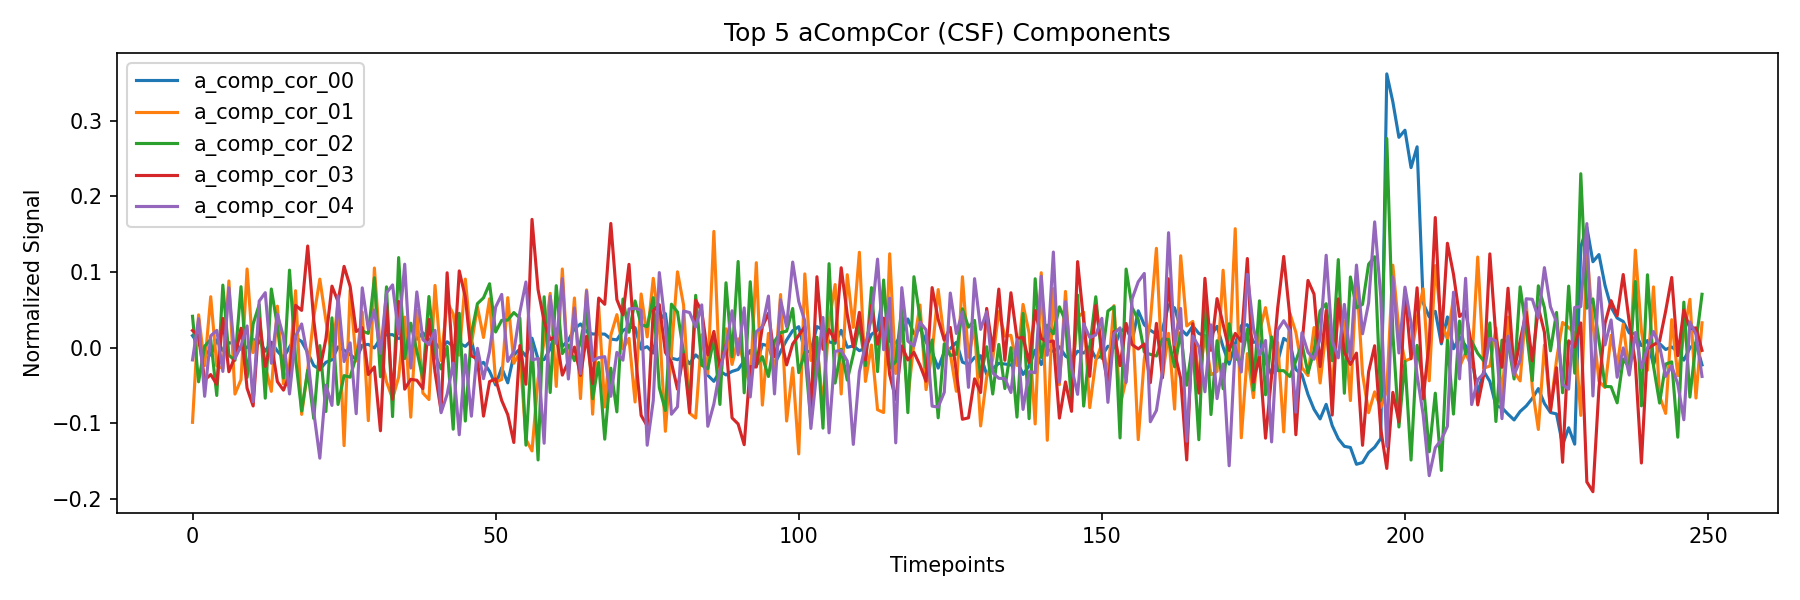 Top 5 aCompCor (CSF) Components
a_comp_cor_00
a_comp_cor_01
a_comp_cor_02
a_comp_cor_03
a_comp_cor_04
Normalized Signal
0.3
0.2
0.1
0.0
−0.1
−0.2
0 50 100 150 200 250
Timepoints